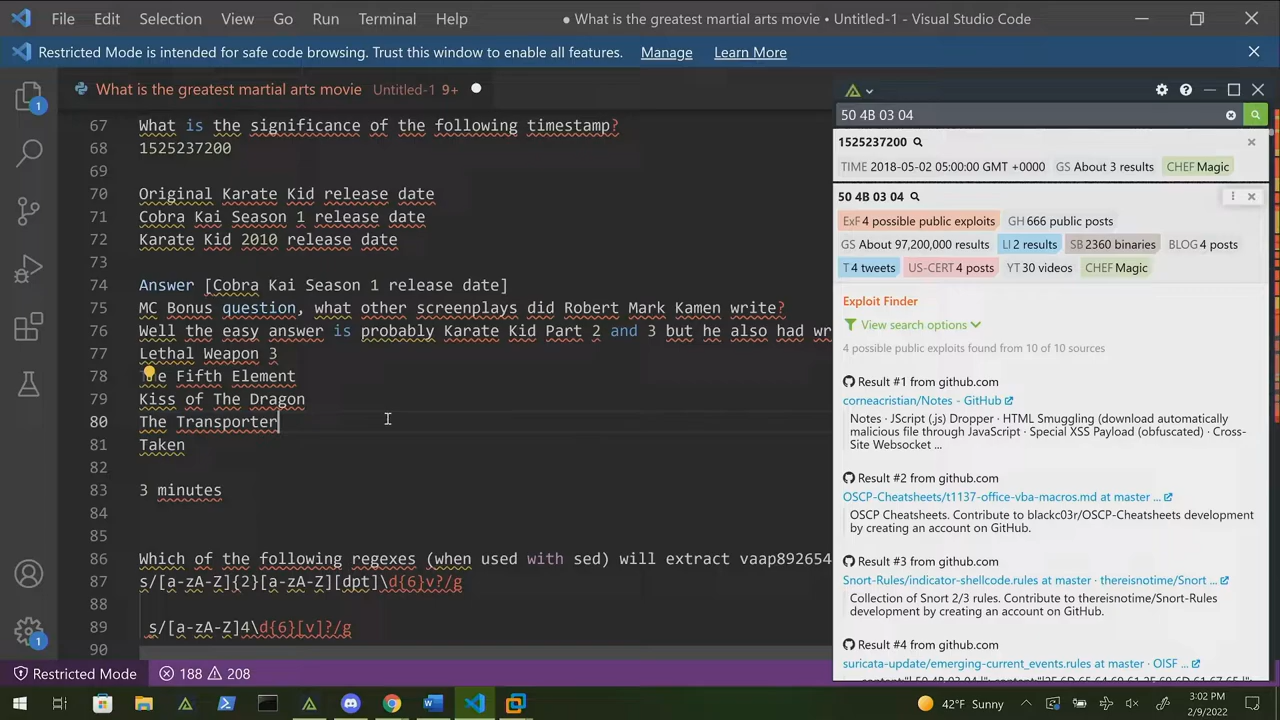 File Edit Selection View Go Run Terminal Help
● What is the greatest martial arts movie • Untitled-1 - Visual Studio Code
Restricted Mode is intended for safe code browsing. Trust this window to enable all features. Manage Learn More
What is the greatest martial arts movie Untitled-1 9+
67 What is the significance of the following timestamp?
68 1525237200
69
70 Original Karate Kid release date
71 Cobra Kai Season 1 release date
72 Karate Kid 2010 release date
73
74 Answer [Cobra Kai Season 1 release date]
75 MC Bonus question, what other screenplays did Robert Mark Kamen write?
76 Well the easy answer is probably Karate Kid Part 2 and 3 but he also had wr
77 Lethal Weapon 3
78 The Fifth Element
79 Kiss of The Dragon
80 The Transporter
81 Taken
82
83 3 minutes
84
85
86 Which of the following regexes (when used with sed) will extract vaap892654
87 s/[a-zA-Z]{2}[a-zA-Z][dpt]\d{6}v?/g
88
89 s/[a-zA-Z]4\d{6}[v]?/g
90
50 4B 03 04
1525237200
TIME 2018-05-02 05:00:00 GMT +0000 GS About 3 results CHEF Magic
50 4B 03 04
ExF 4 possible public exploits GH 666 public posts
GS About 97,200,000 results LI 2 results SB 2360 binaries BLOG 4 posts
T 4 tweets US-CERT 4 posts YT 30 videos CHEF Magic
Exploit Finder
View search options
4 possible public exploits found from 10 of 10 sources
Result #1 from github.com
corneacristian/Notes - GitHub
Notes · JScript (.js) Dropper · HTML Smuggling (download automatically
malicious file through JavaScript · Special XSS Payload (obfuscated) · Cross-
Site Websocket ...
Result #2 from github.com
OSCP-Cheatsheets/t1137-office-vba-macros.md at master ...
OSCP Cheatsheets. Contribute to blackc03r/OSCP-Cheatsheets development
by creating an account on GitHub.
Result #3 from github.com
Snort-Rules/indicator-shellcode.rules at master · thereisnotime/Snort ...
Collection of Snort 2/3 rules. Contribute to thereisnotime/Snort-Rules
development by creating an account on GitHub.
Result #4 from github.com
suricata-update/emerging-current_events.rules at master · OISF ...
1
1
Restricted Mode 188 208
42°F Sunny
3:02 PM
2/9/2022